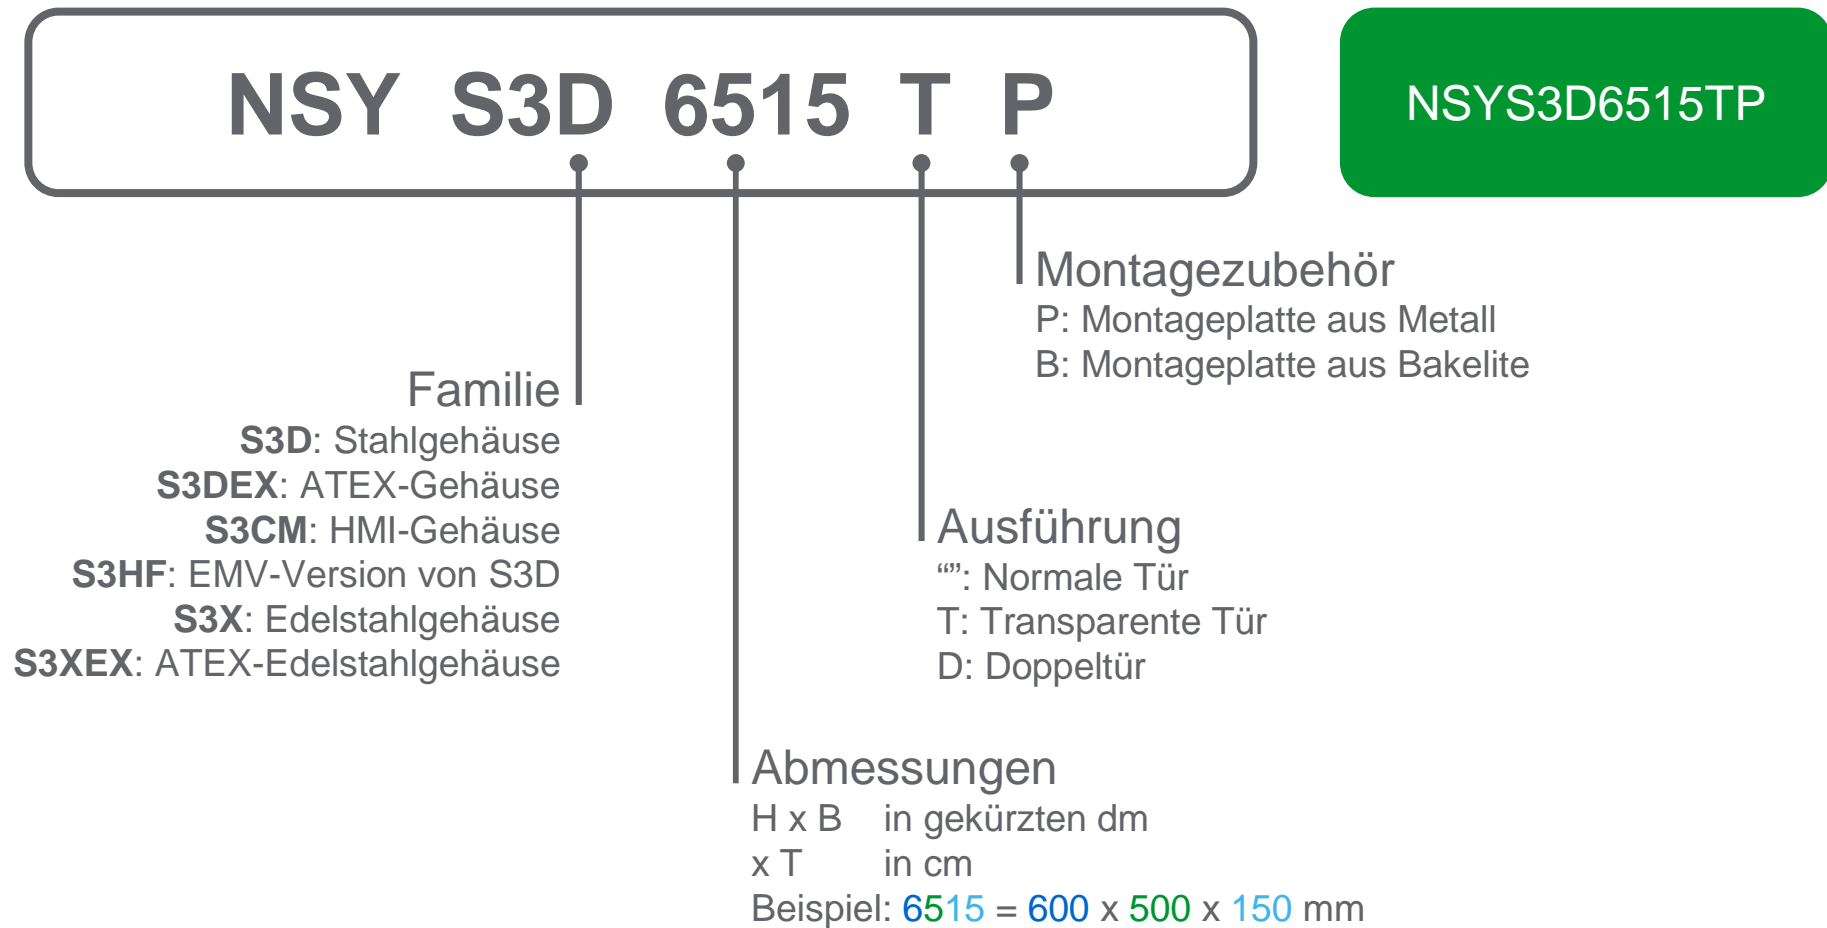 NSY S3D 6515 T P
NSYS3D6515TP
Montagezubehör
P: Montageplatte aus Metall
B: Montageplatte aus Bakelite
Familie
S3D: Stahlgehäuse
S3DEX: ATEX-Gehäuse
S3CM: HMI-Gehäuse
S3HF: EMV-Version von S3D
S3X: Edelstahlgehäuse
S3XEX: ATEX-Edelstahlgehäuse
Ausführung
“”: Normale Tür
T: Transparente Tür
D: Doppeltür
Abmessungen
H x B in gekürzten dm
x T in cm
Beispiel: 6515 = 600 x 500 x 150 mm